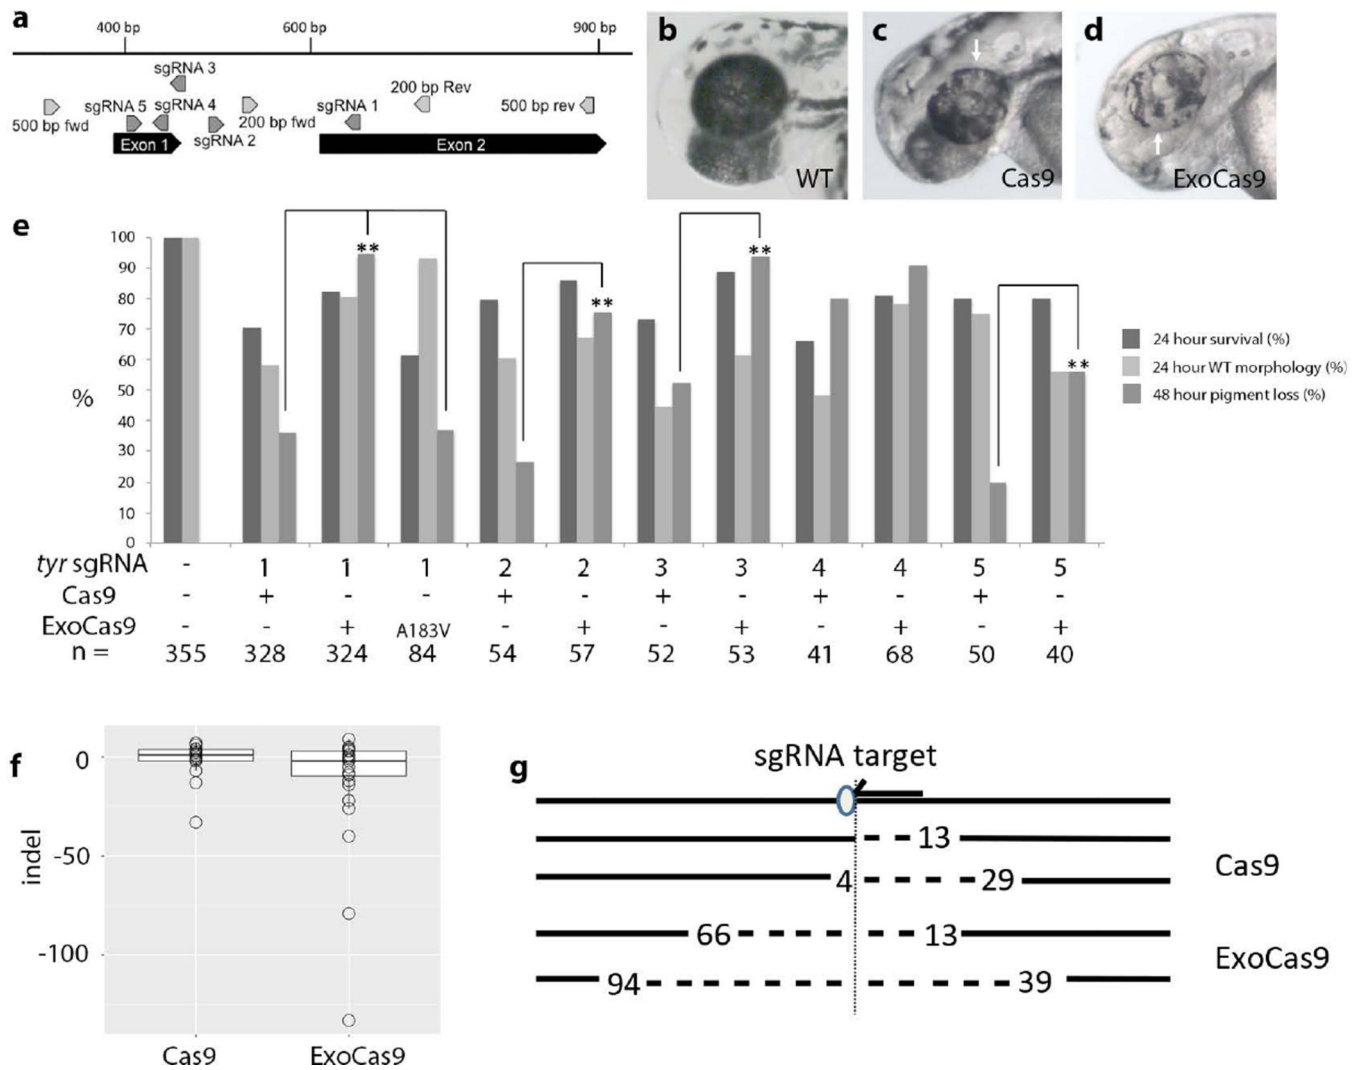 a
400 bp 600 bp 900 bp
sgRNA 3
200 bp Rev
sgRNA 5 sgRNA 4 sgRNA 1 500 bp rev
500 bp fwd 200 bp fwd
sgRNA 2
Exon 1 Exon 2
b
WT
c
Cas9
d
ExoCas9
e
100
90
80
70
60
50
40
30
20
10
0
%
** ** ** **
24 hour survival (%)
24 hour WT morphology (%)
48 hour pigment loss (%)
tyr sgRNA - 1 1 1 2 2 3 3 4 4 5 5
Cas9 - + - - + - + - + - + -
ExoCas9 - - + A183V - + - + - + - +
n = 355 328 324 84 54 57 52 53 41 68 50 40
f
0
-50
-100
indel
Cas9 ExoCas9
g
sgRNA target
13
4 29
Cas9
66 13
94 39
ExoCas9